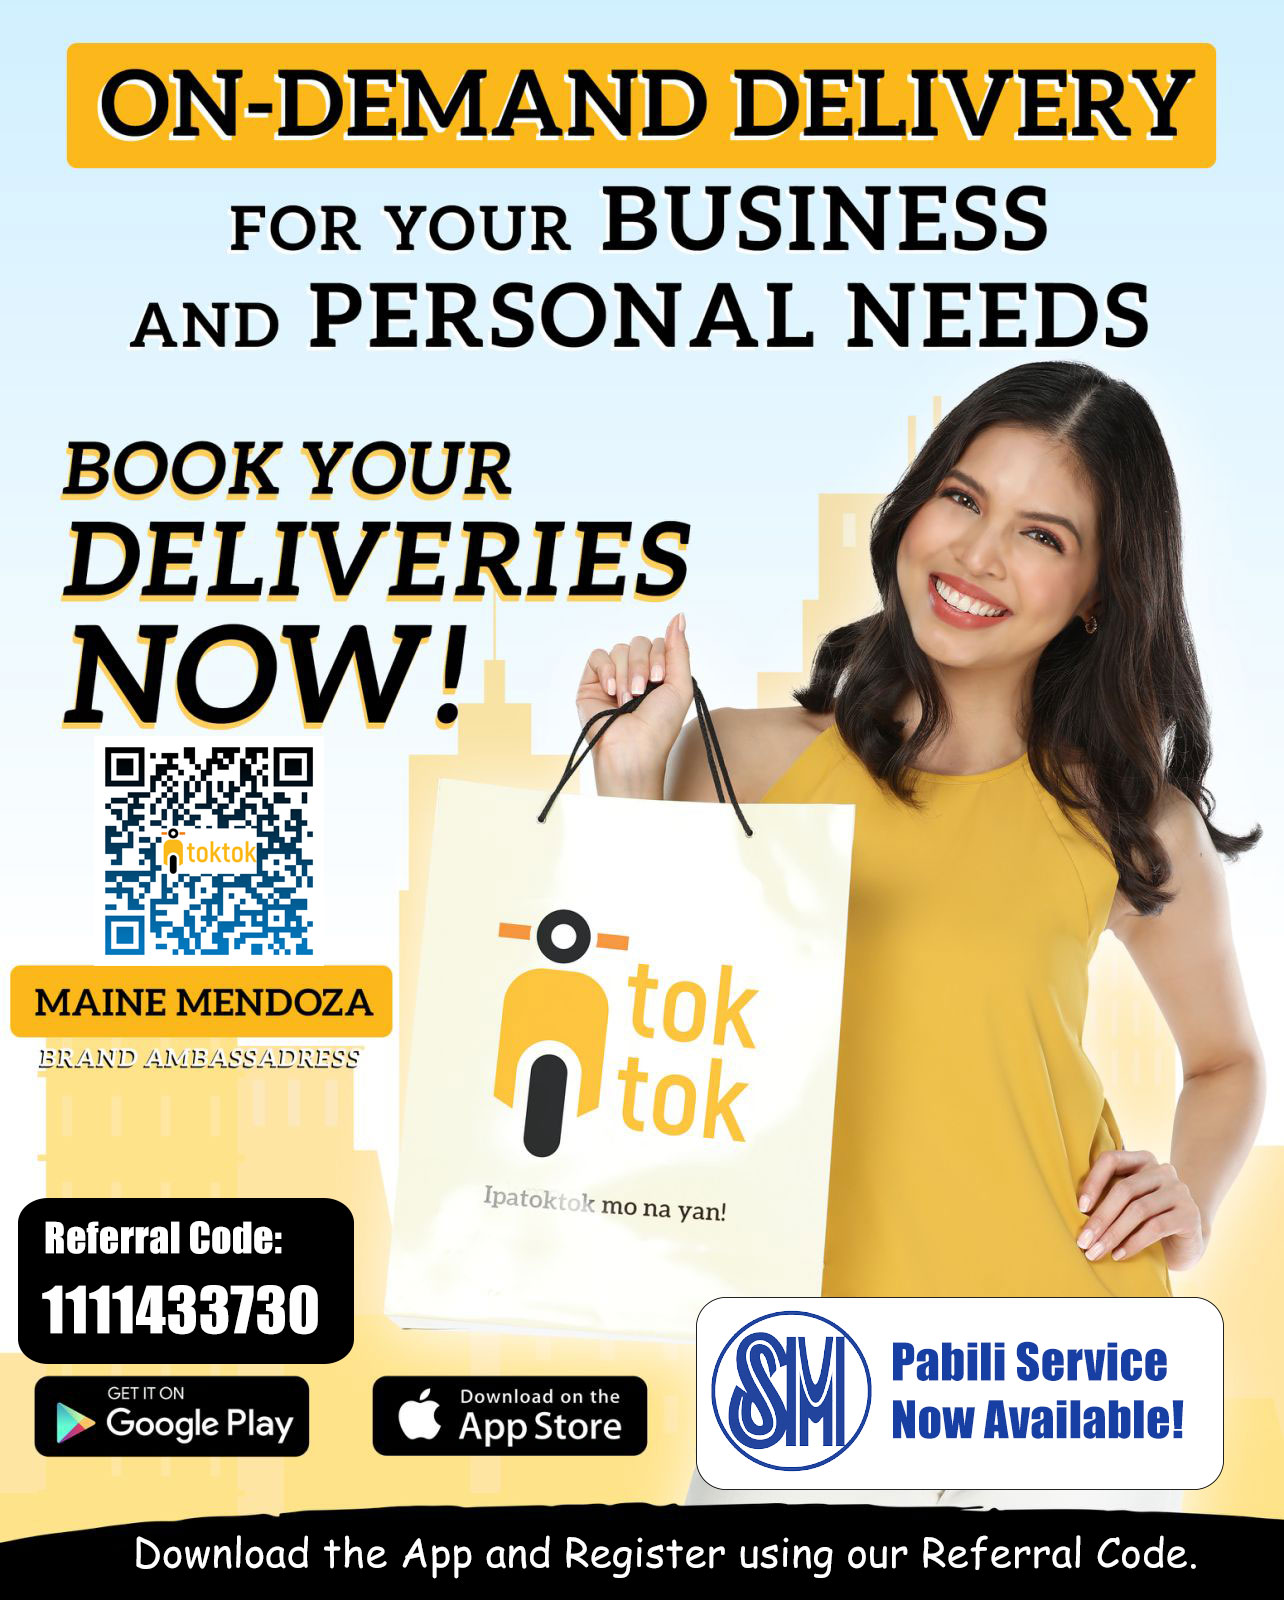 ON-DEMAND DELIVERY
FOR YOUR BUSINESS
AND PERSONAL NEEDS
BOOK YOUR
DELIVERIES
NOW!
toktok
MAINE MENDOZA
BRAND AMBASSADRESS
tok
tok
Ipatoktok mo na yan!
Referral Code:
1111433730
GET IT ON
Google Play
Download on the
App Store
SM
Pabili Service
Now Available!
Download the App and Register using our Referral Code.